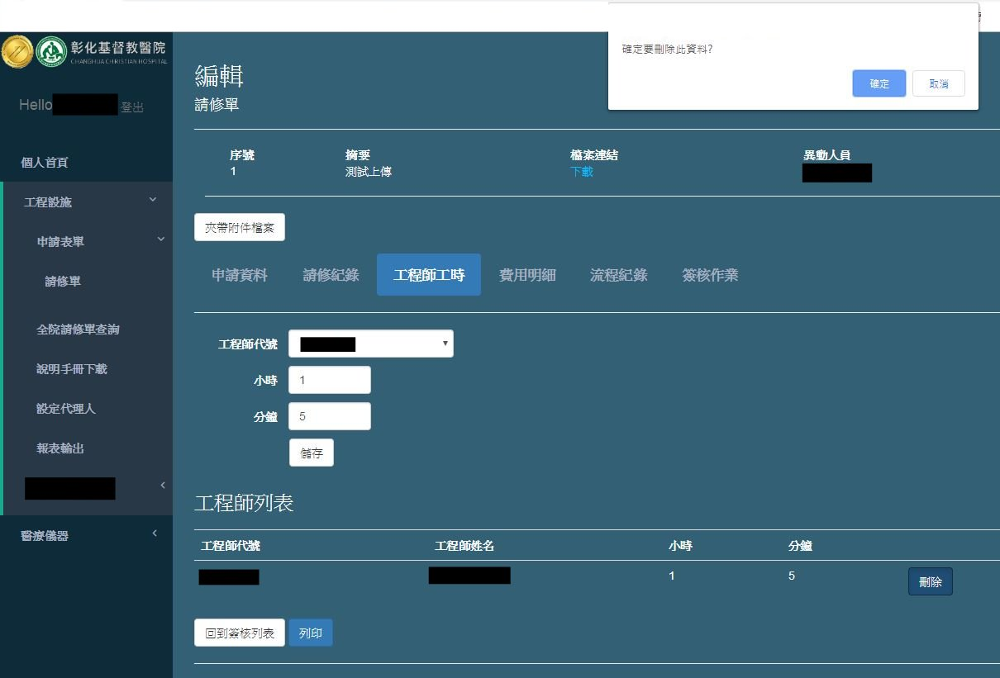 確定要刪除此資料?
確定
取消
彰化基督教醫院
CHANGHUA CHRISTIAN HOSPITAL
Hello
登出
個人首頁
工程設施
申請表單
請修單
全院請修單查詢
說明手冊下載
設定代理人
報表輸出
醫療儀器
編輯
請修單
序號 摘要 檔案連結 異動人員
1 測試上傳 下載
夾帶附件檔案
申請資料 請修紀錄 工程師工時 費用明細 流程紀錄 簽核作業
工程師代號
小時 1
分鐘 5
儲存
工程師列表
工程師代號 工程師姓名 小時 分鐘
1 5 刪除
回到簽核列表 列印